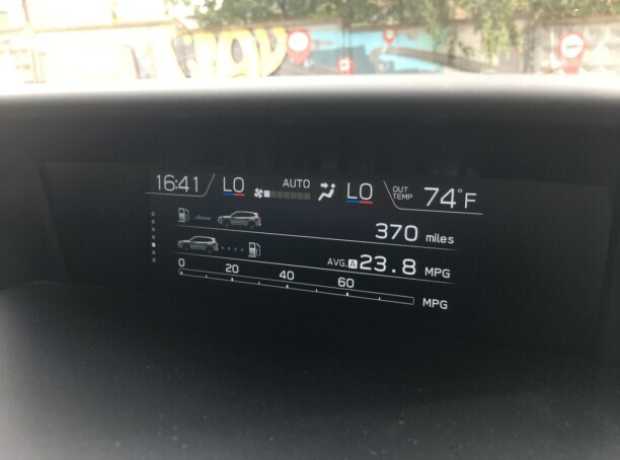 16:41 LO AUTO LO OUT TEMP 74°F
370 miles
AVG. A 23.8 MPG
0 20 40 60 MPG